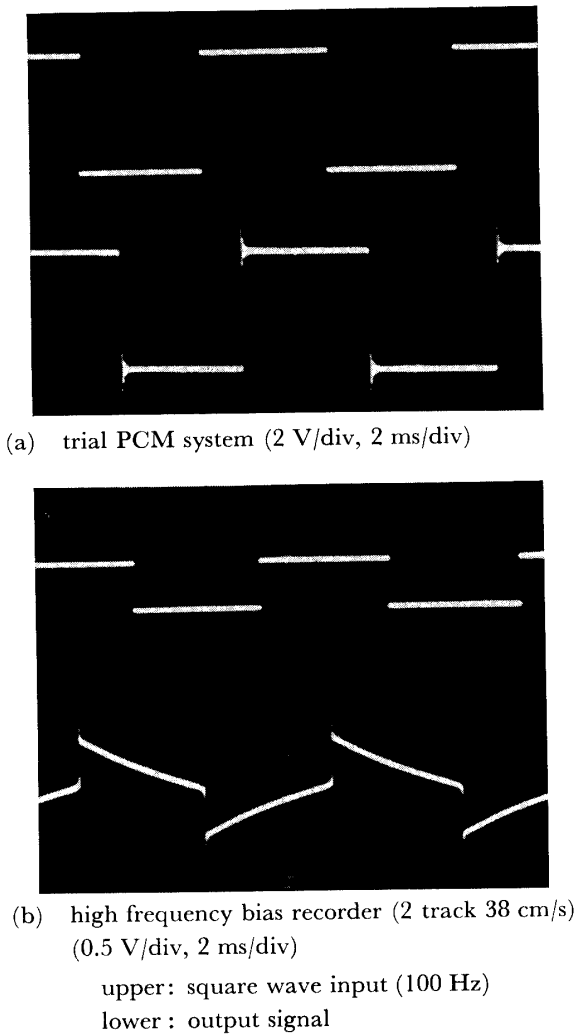 (a) trial PCM system (2 V/div, 2 ms/div)
(b) high frequency bias recorder (2 track 38 cm/s)
(0.5 V/div, 2 ms/div)
upper: square wave input (100 Hz)
lower : output signal